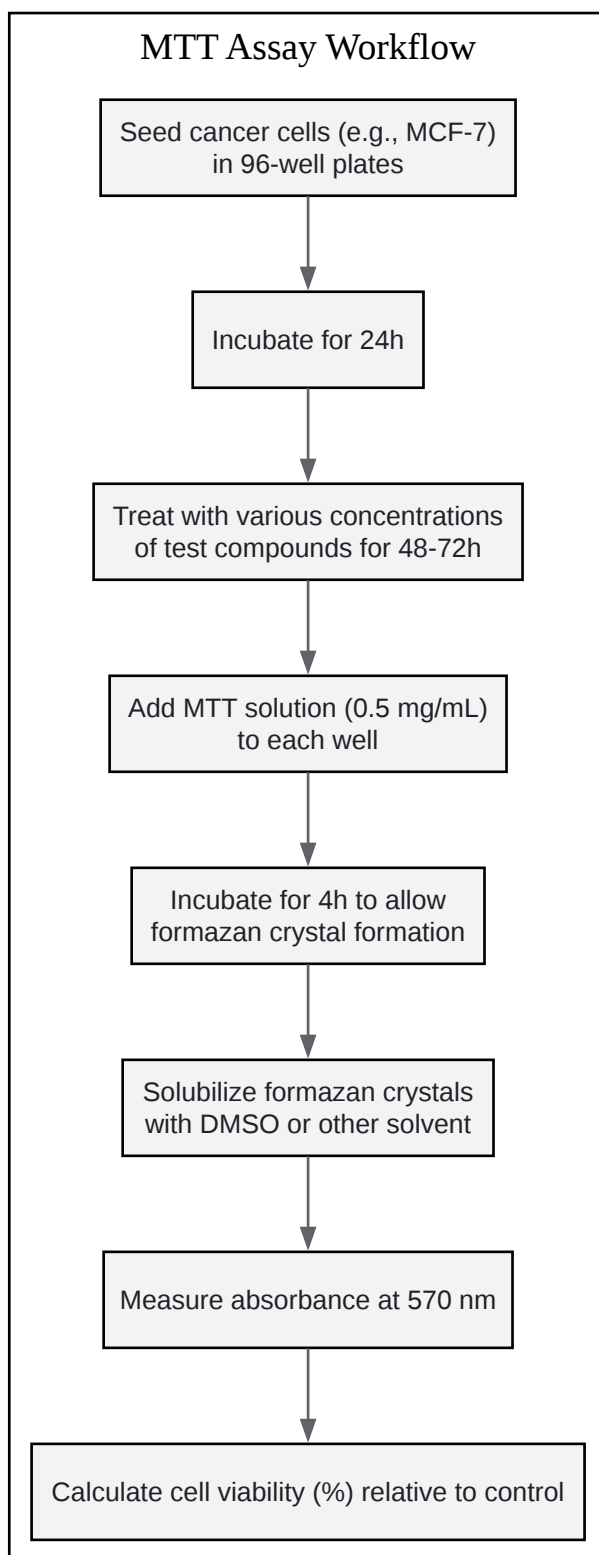 MTT Assay Workflow
Seed cancer cells (e.g., MCF-7)
in 96-well plates
Incubate for 24h
Treat with various concentrations
of test compounds for 48-72h
Add MTT solution (0.5 mg/mL)
to each well
Incubate for 4h to allow
formazan crystal formation
Solubilize formazan crystals
with DMSO or other solvent
Measure absorbance at 570 nm
Calculate cell viability (%) relative to control